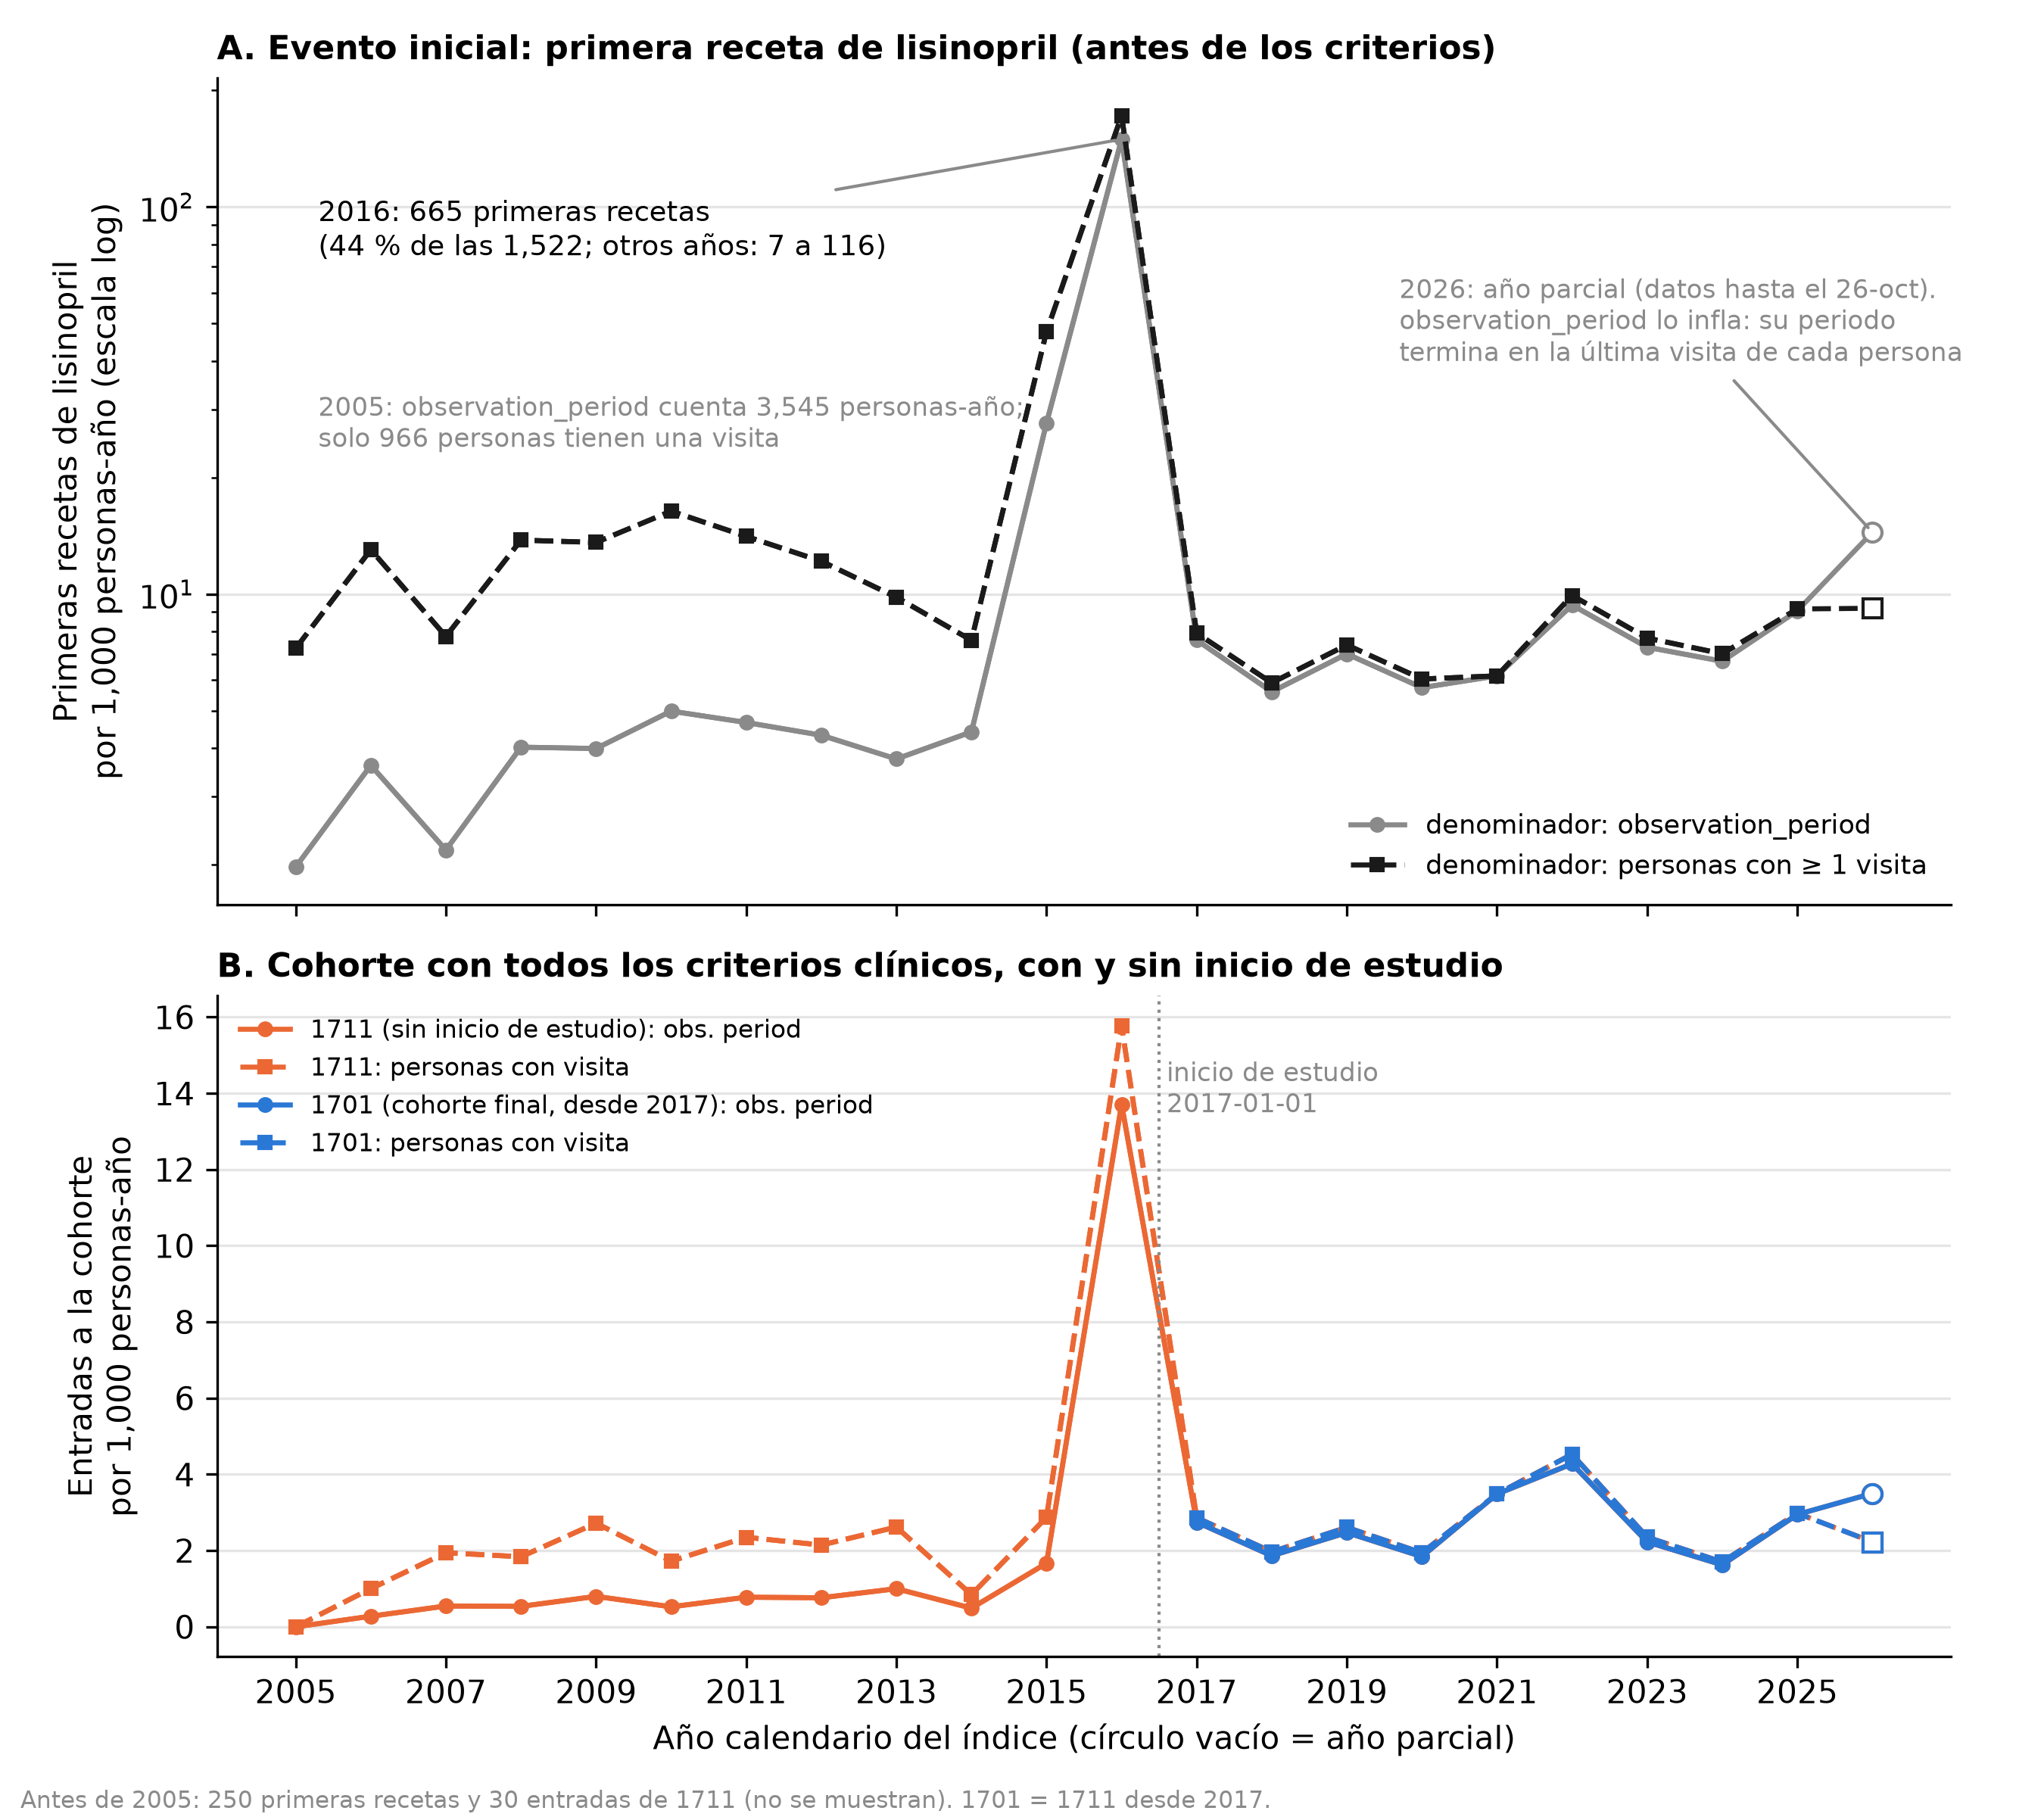 A. Evento inicial: primera receta de lisinopril (antes de los criterios)
Primeras recetas de lisinopril
por 1,000 personas-año (escala log)
10²
10¹
2016: 665 primeras recetas
(44 % de las 1,522; otros años: 7 a 116)
2026: año parcial (datos hasta el 26-oct).
observation_period lo infla: su periodo
termina en la última visita de cada persona
2005: observation_period cuenta 3,545 personas-año;
solo 966 personas tienen una visita
denominador: observation_period
denominador: personas con ≥ 1 visita
B. Cohorte con todos los criterios clínicos, con y sin inicio de estudio
Entradas a la cohorte
por 1,000 personas-año
16
14
12
10
8
6
4
2
0
1711 (sin inicio de estudio): obs. period
1711: personas con visita
1701 (cohorte final, desde 2017): obs. period
1701: personas con visita
inicio de estudio
2017-01-01
2005 2007 2009 2011 2013 2015 2017 2019 2021 2023 2025
Año calendario del índice (círculo vacío = año parcial)
Antes de 2005: 250 primeras recetas y 30 entradas de 1711 (no se muestran). 1701 = 1711 desde 2017.